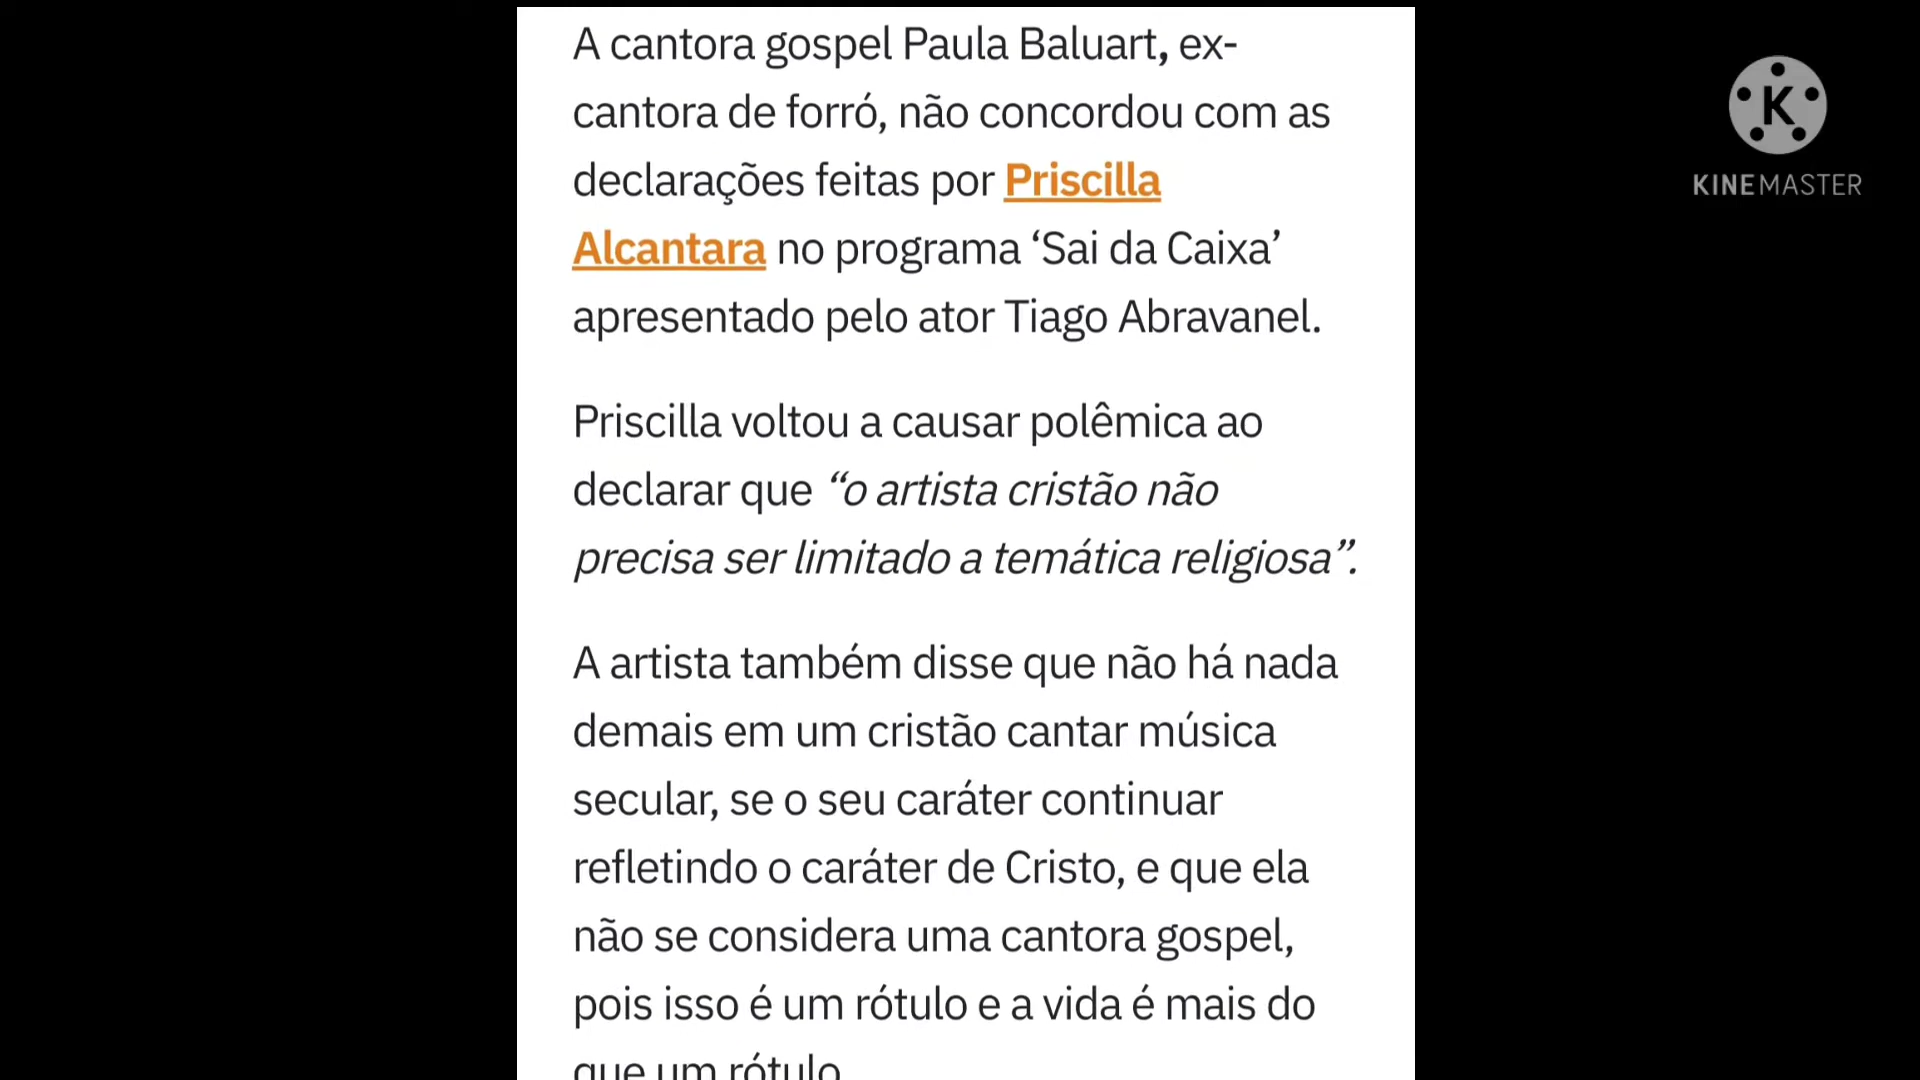 A cantora gospel Paula Baluart, ex-
cantora de forró, não concordou com as
declarações feitas por Priscilla
Alcantara no programa ‘Sai da Caixa’
apresentado pelo ator Tiago Abravanel.
Priscilla voltou a causar polêmica ao
declarar que “o artista cristão não
precisa ser limitado a temática religiosa”.
A artista também disse que não há nada
demais em um cristão cantar música
secular, se o seu caráter continuar
refletindo o caráter de Cristo, e que ela
não se considera uma cantora gospel,
pois isso é um rótulo e a vida é mais do
que um rótulo
K
KINEMASTER